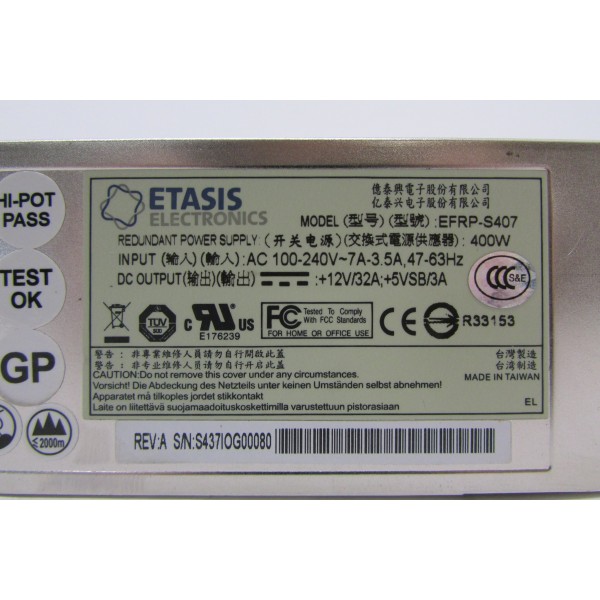 HI-POT
PASS
TEST
OK
GP
≤2000m
ETASIS
ELECTRONICS
億泰興電子股份有限公司
亿泰兴电子股份有限公司
MODEL (型号) (型號) : EFRP-S407
REDUNDANT POWER SUPPLY : (开关电源) (交換式電源供應器) : 400W
INPUT (输入) (輸入) : AC 100-240V~7A-3.5A, 47-63Hz
DC OUTPUT(输出)(輸出) : +12V/32A; +5VSB/3A
CCC S&E
TÜV
c UL US
E176239
FC Tested To Comply
With FCC Standards
FOR HOME OR OFFICE USE
CE
R33153
警告: 非專業維修人員請勿自行開啟此蓋
警告: 非专业维修人员请勿自行开启此盖
CAUTION:Do not remove this cover under any circumstances.
Vorsicht! Die Abdeckung des Netzteils unter keinen Umständen entfernen
Apparatet må tilkoples jordet stikkontakt
Laite on liitettävä suojamaadoituskoskettimilla varustettuun pistorasiaan
台灣製造
台湾制造
MADE IN TAIWAN
EL
REV:A S/N:S437IOG00080